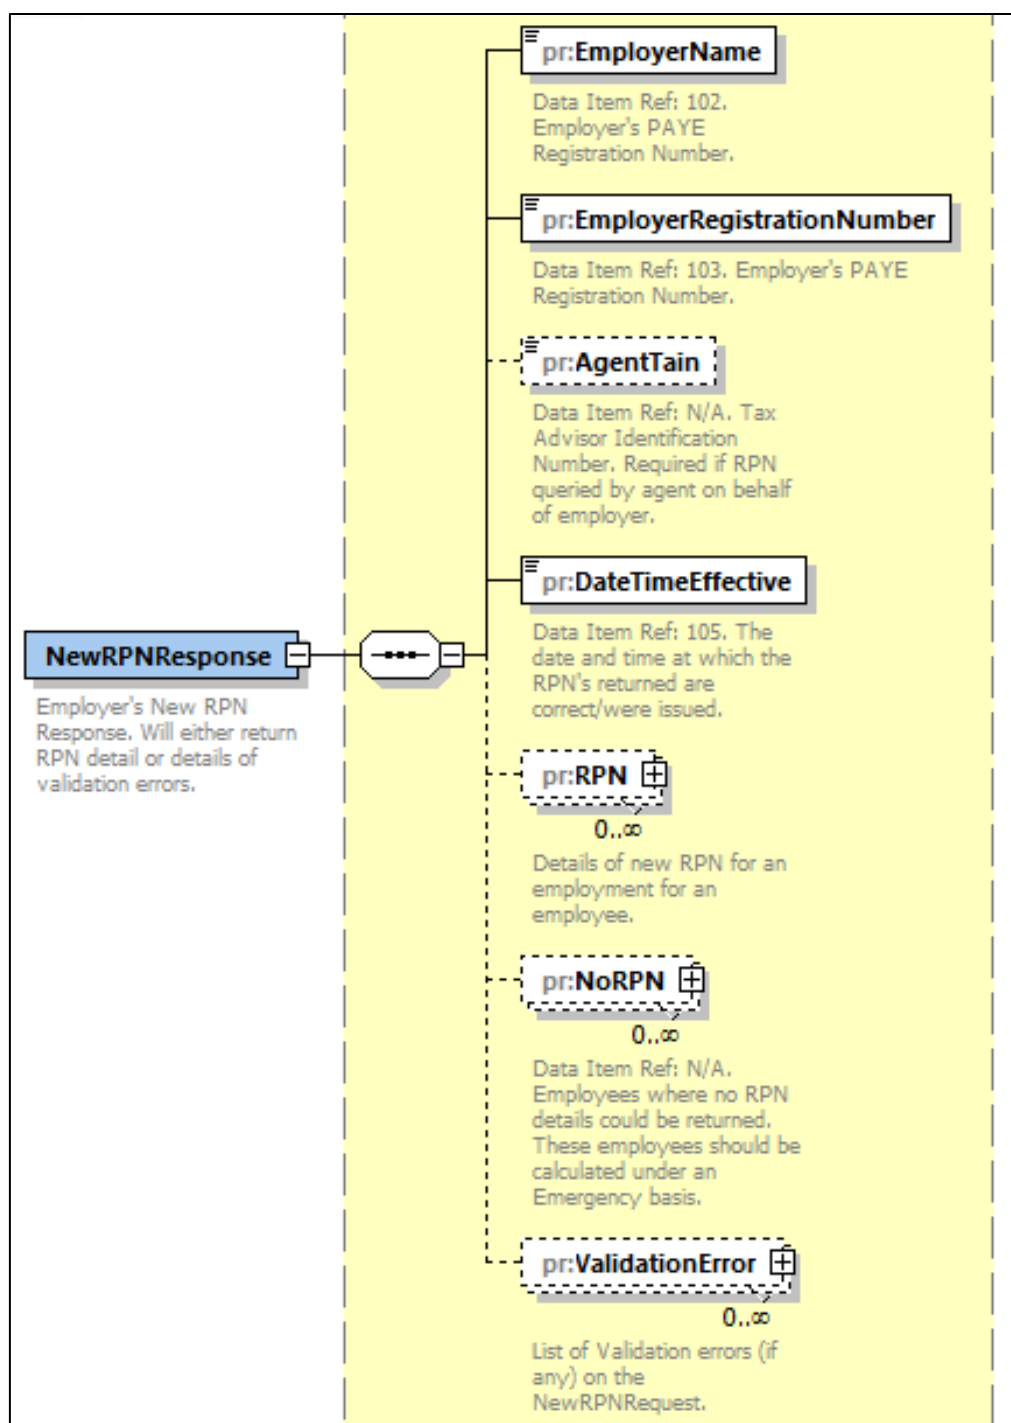 pr:EmployerName
Data Item Ref: 102.
Employer's PAYE
Registration Number.
pr:EmployerRegistrationNumber
Data Item Ref: 103. Employer's PAYE
Registration Number.
pr:AgentTain
Data Item Ref: N/A. Tax
Advisor Identification
Number. Required if RPN
queried by agent on behalf
of employer.
pr:DateTimeEffective
Data Item Ref: 105. The
date and time at which the
RPN's returned are
correct/were issued.
NewRPNResponse
Employer's New RPN
Response. Will either return
RPN detail or details of
validation errors.
pr:RPN
0..∞
Details of new RPN for an
employment for an
employee.
pr:NoRPN
0..∞
Data Item Ref: N/A.
Employees where no RPN
details could be returned.
These employees should be
calculated under an
Emergency basis.
pr:ValidationError
0..∞
List of Validation errors (if
any) on the
NewRPNRequest.